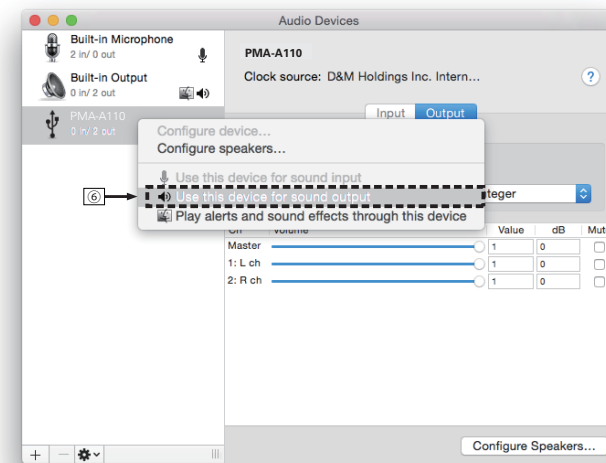 Audio Devices
Built-in Microphone
2 in/ 0 out
Built-in Output
0 in/ 2 out
PMA-A110
0 in/ 2 out
PMA-A110
Clock source: D&M Holdings Inc. Intern...
?
Input Output
Configure device...
Configure speakers...
Use this device for sound input
⑥ Use this device for sound output
Play alerts and sound effects through this device
teger
Volume Value dB Mut
Master 1 0
1: L ch 1 0
2: R ch 1 0
Configure Speakers...